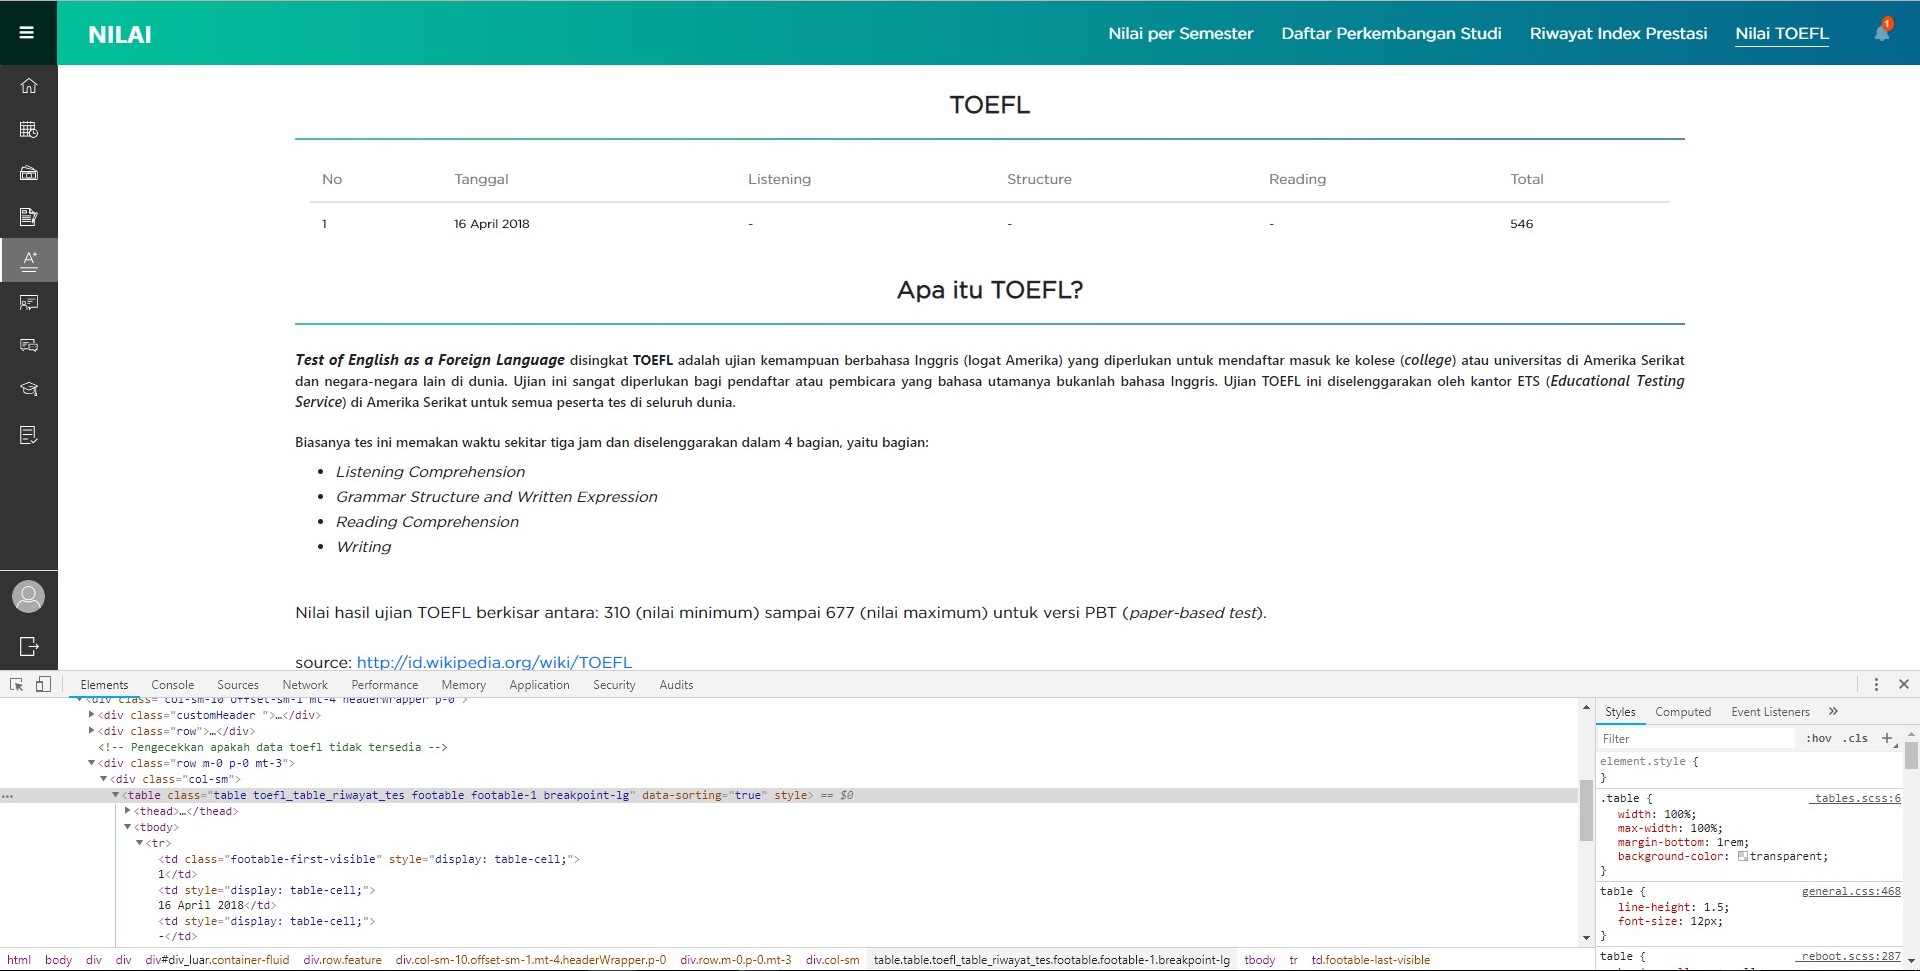 NILAI
Nilai per Semester Daftar Perkembangan Studi Riwayat Index Prestasi Nilai TOEFL 1
TOEFL
No Tanggal Listening Structure Reading Total
1 16 April 2018 - - - 546
Apa itu TOEFL?
Test of English as a Foreign Language disingkat TOEFL adalah ujian kemampuan berbahasa Inggris (logat Amerika) yang diperlukan untuk mendaftar masuk ke kolese (college) atau universitas di Amerika Serikat
dan negara-negara lain di dunia. Ujian ini sangat diperlukan bagi pendaftar atau pembicara yang bahasa utamanya bukanlah bahasa Inggris. Ujian TOEFL ini diselenggarakan oleh kantor ETS (Educational Testing
Service) di Amerika Serikat untuk semua peserta tes di seluruh dunia.
Biasanya tes ini memakan waktu sekitar tiga jam dan diselenggarakan dalam 4 bagian, yaitu bagian:
• Listening Comprehension
• Grammar Structure and Written Expression
• Reading Comprehension
• Writing
Nilai hasil ujian TOEFL berkisar antara: 310 (nilai minimum) sampai 677 (nilai maximum) untuk versi PBT (paper-based test).
source: http://id.wikipedia.org/wiki/TOEFL
Elements Console Sources Network Performance Memory Application Security Audits
<div class="col-sm-10 offset-sm-1 mt-4 headerWrapper p-0">
<div class="customHeader ">…</div>
<div class="row">…</div>
<!-- Pengecekkan apakah data toefl tidak tersedia -->
<div class="row m-0 p-0 mt-3">
<div class="col-sm">
<table class="table toefl_table_riwayat_tes footable footable-1 breakpoint-lg" data-sorting="true" style> == $0
<thead>…</thead>
<tbody>
<tr>
<td class="footable-first-visible" style="display: table-cell;">
1</td>
<td style="display: table-cell;">
16 April 2018</td>
<td style="display: table-cell;">
-</td>
html body div div div#div_luar.container-fluid div.row.feature div.col-sm-10.offset-sm-1.mt-4.headerWrapper.p-0 div.row.m-0.p-0.mt-3 div.col-sm table.table.toefl_table_riwayat_tes.footable.footable-1.breakpoint-lg tbody tr td.footable-last-visible
Styles Computed Event Listeners »
Filter :hov .cls +
element.style {
}
.table { _tables.scss:6
width: 100%;
max-width: 100%;
margin-bottom: 1rem;
background-color: transparent;
}
table { general.css:468
line-height: 1.5;
font-size: 12px;
}
table { _reboot.scss:287